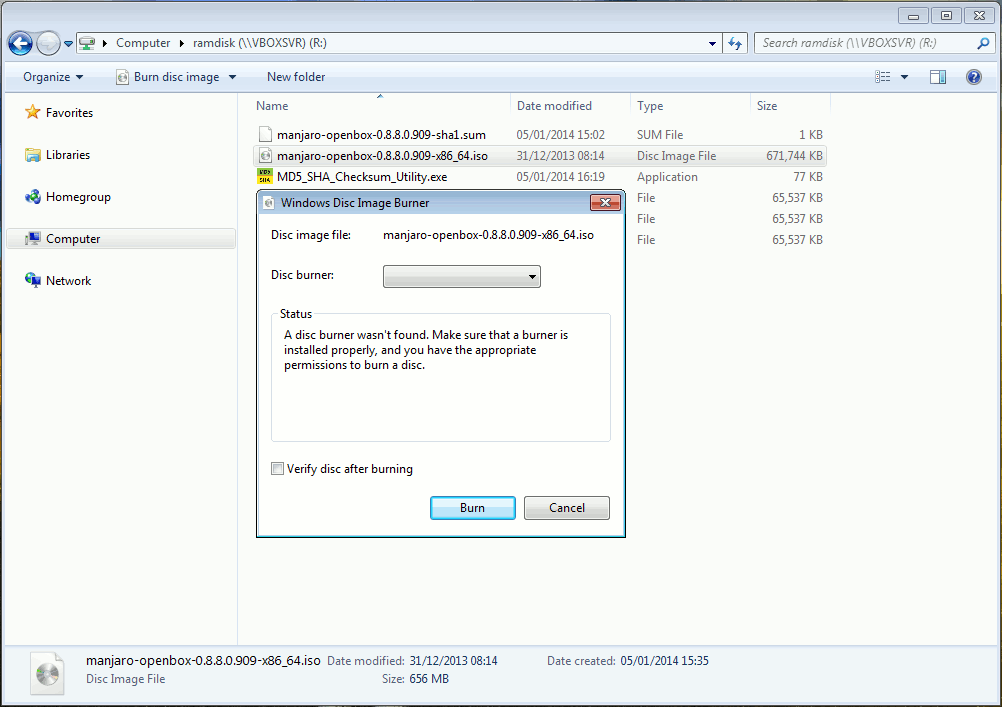 Computer ramdisk (\\VBOXSVR) (R:) Search ramdisk (\\VBOXSVR) (R:)
Organize Burn disc image New folder
Favorites
Libraries
Homegroup
Computer
Network
Name Date modified Type Size
manjaro-openbox-0.8.8.0.909-sha1.sum 05/01/2014 15:02 SUM File 1 KB
manjaro-openbox-0.8.8.0.909-x86_64.iso 31/12/2013 08:14 Disc Image File 671,744 KB
MD5 SHA MD5_SHA_Checksum_Utility.exe 05/01/2014 16:19 Application 77 KB
File 65,537 KB
File 65,537 KB
File 65,537 KB
Windows Disc Image Burner
Disc image file: manjaro-openbox-0.8.8.0.909-x86_64.iso
Disc burner:
Status
A disc burner wasn't found. Make sure that a burner is
installed properly, and you have the appropriate
permissions to burn a disc.
Verify disc after burning
Burn Cancel
manjaro-openbox-0.8.8.0.909-x86_64.iso Date modified: 31/12/2013 08:14 Date created: 05/01/2014 15:35
Disc Image File Size: 656 MB